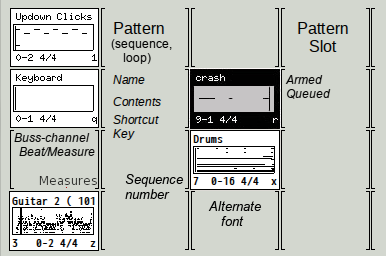 Updown Clicks
0-2 4/4 1
Pattern
(sequence,
loop)
Pattern
Slot
Keyboard
0-1 4/4 q
Name
Contents
Shortcut
Key
crash
9-1 4/4 r
Armed
Queued
Buss-channel
Beat/Measure
Measures
Drums
7 0-16 4/4 x
Guitar 2 ( 101
3 0-2 4/4 z
Sequence
number
Alternate
font